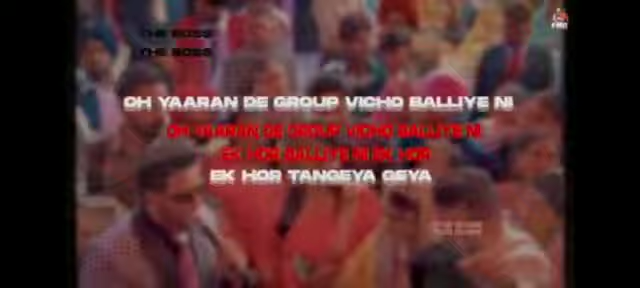 THE BOSS
THE BOSS
OH YAARAN DE GROUP VICHO BALLIYE NI
OH YAARAN DE GROUP VICHO BALLIYE NI
EK HOR BALLIYE NI EK HOR
EK HOR TANGEYA GEYA